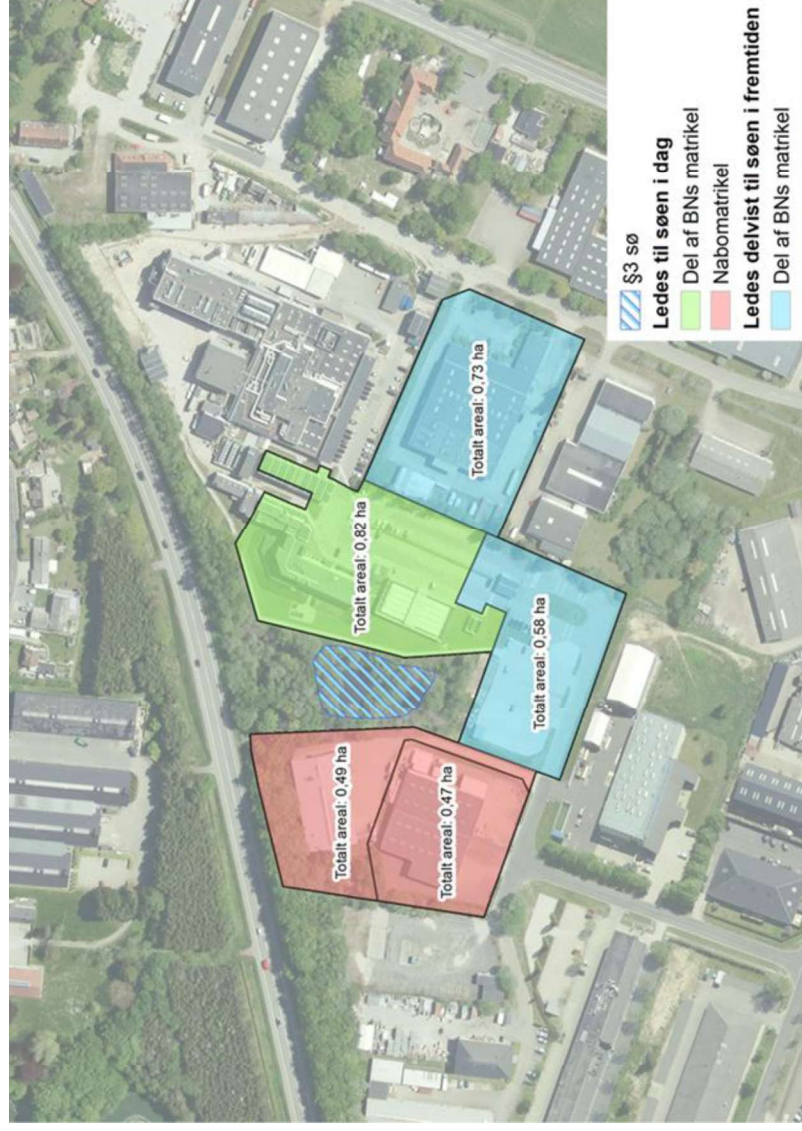 Totalt areal: 0,49 ha
Totalt areal: 0,47 ha
Totalt areal: 0,82 ha
Totalt areal: 0,58 ha
Totalt areal: 0,73 ha
§3 sø
Ledes til søen i dag
Del af BNs matrikel
Nabomatrikel
Ledes delvist til søen i fremtiden
Del af BNs matrikel